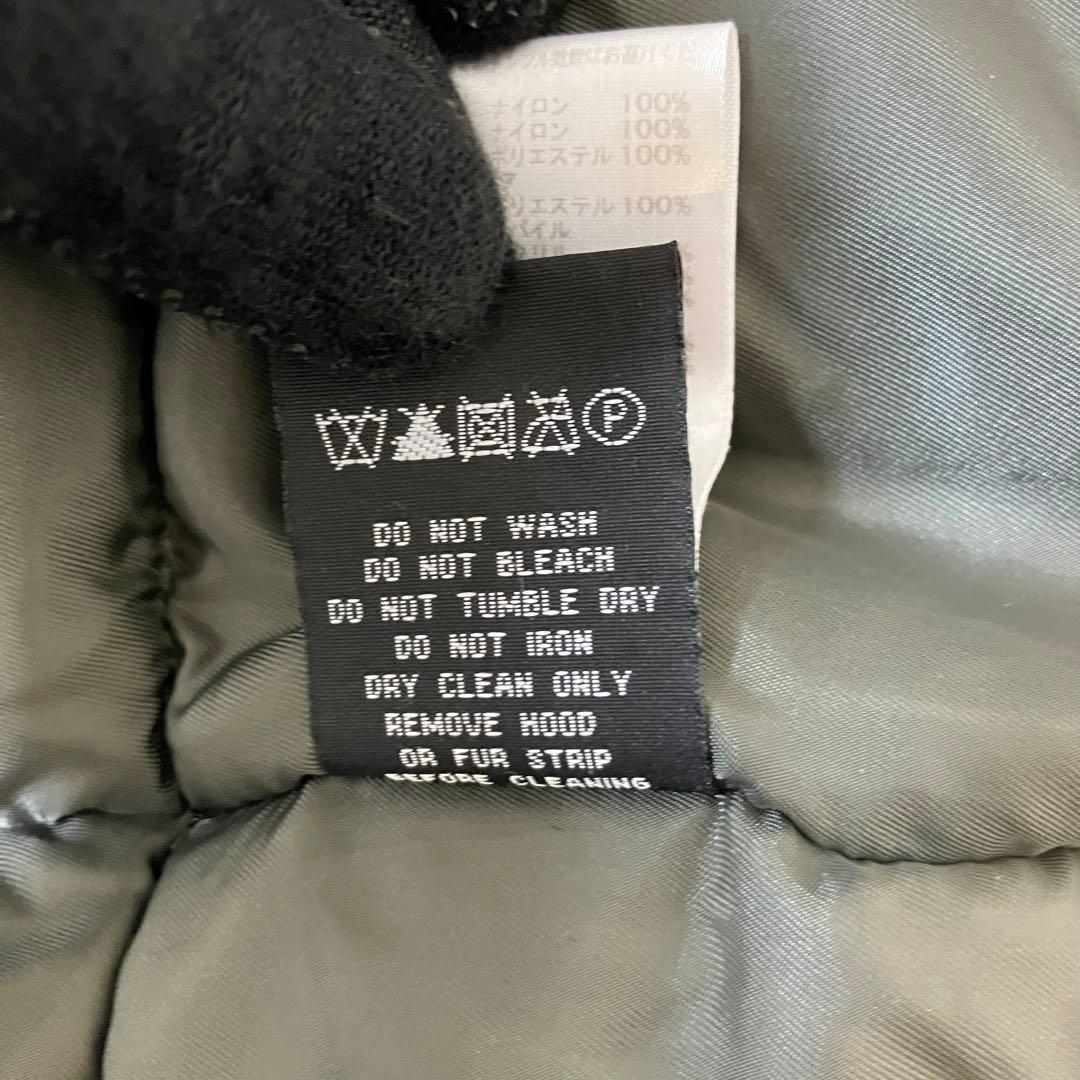 ナイロン 100%
ナイロン 100%
ポリエステル 100%
リエステル 100%
パイル
P
DO NOT WASH
DO NOT BLEACH
DO NOT TUMBLE DRY
DO NOT IRON
DRY CLEAN ONLY
REMOVE HOOD
OR FUR STRIP
BEFORE CLEANING